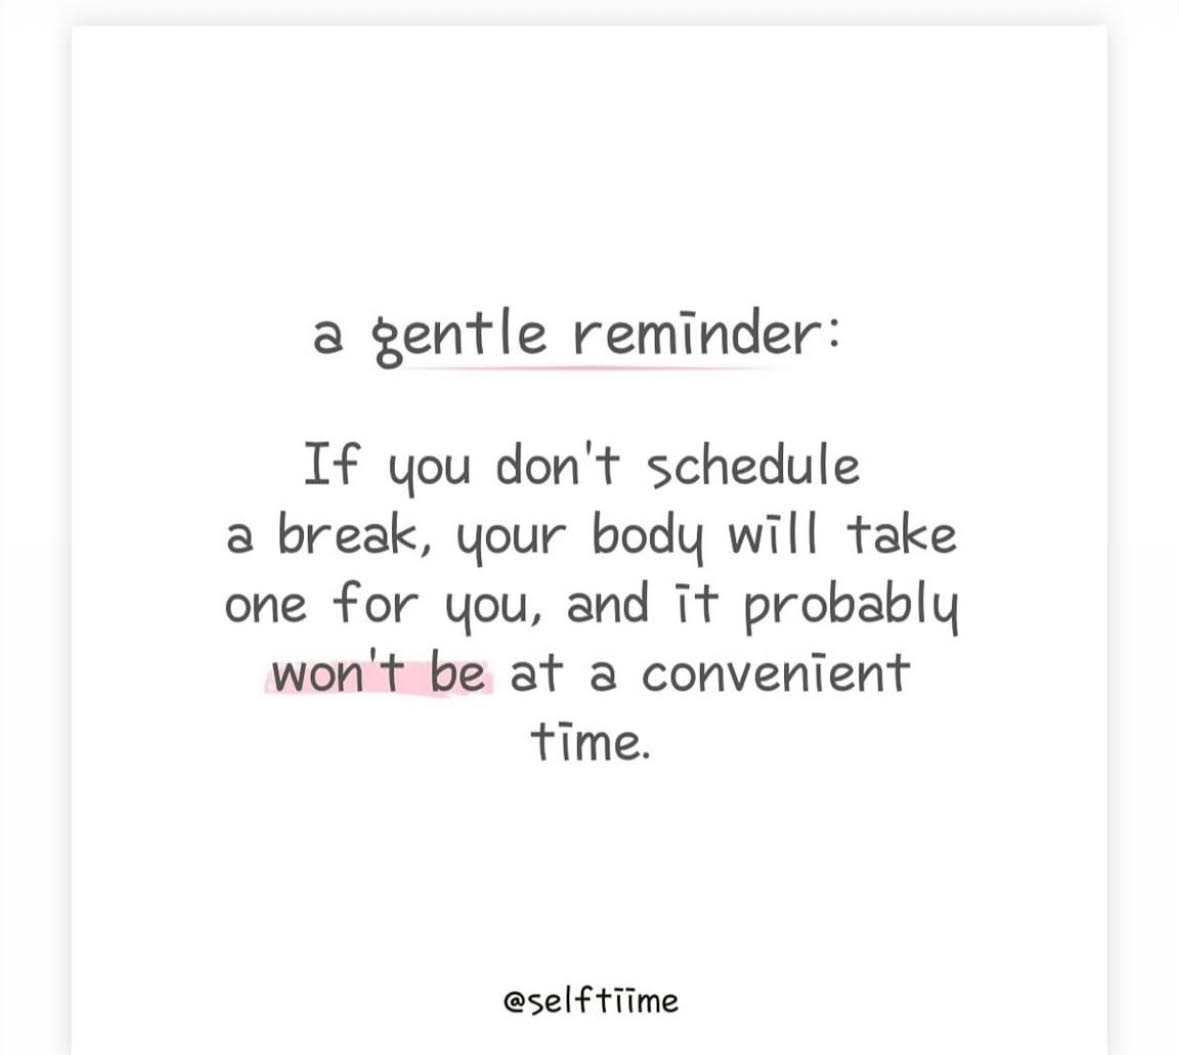 a gentle reminder:
If you don't schedule
a break, your body will take
one for you, and it probably
won't be at a convenient
time.
@selftiime